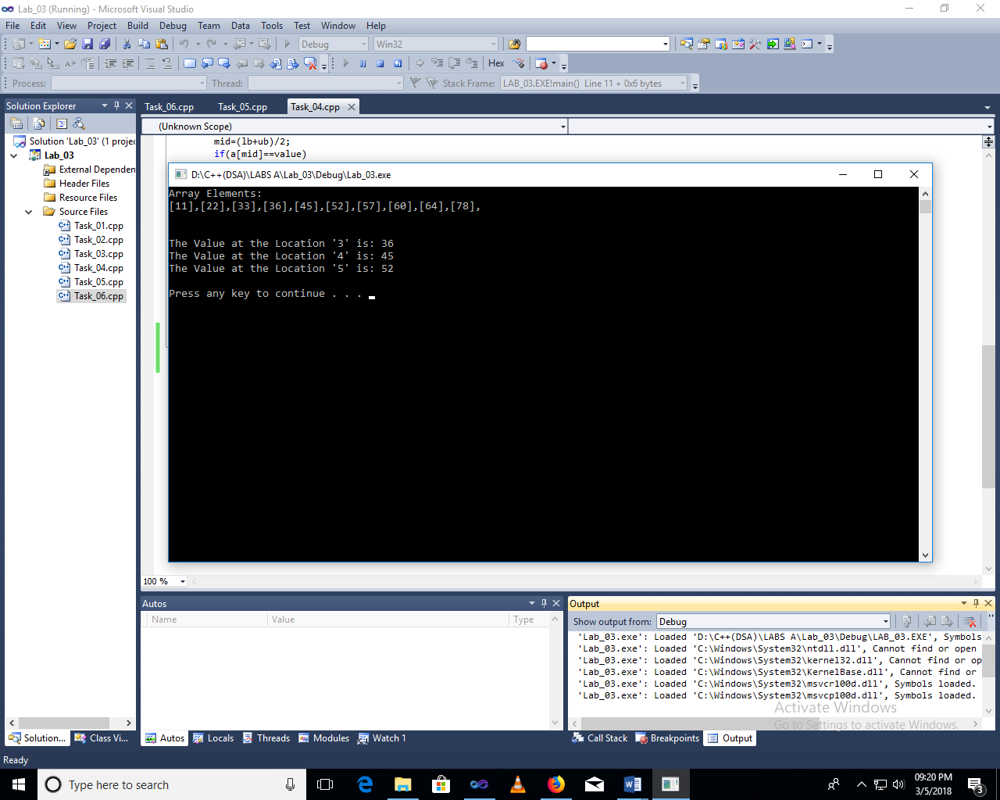 Lab_03 (Running) - Microsoft Visual Studio
File Edit View Project Build Debug Team Data Tools Test Window Help
Debug Win32
Hex
Process: Thread: Stack Frame: LAB_03.EXE!main() Line 11 + 0x6 bytes
Solution Explorer
Task_06.cpp Task_05.cpp Task_04.cpp
(Unknown Scope)
Solution 'Lab_03' (1 projec
Lab_03
External Dependen
Header Files
Resource Files
Source Files
Task_01.cpp
Task_02.cpp
Task_03.cpp
Task_04.cpp
Task_05.cpp
Task_06.cpp
mid=(lb+ub)/2;
if(a[mid]==value)
D:\C++(DSA)\LABS A\Lab_03\Debug\Lab_03.exe
Array Elements:
[11],[22],[33],[36],[45],[52],[57],[60],[64],[78],
The Value at the Location '3' is: 36
The Value at the Location '4' is: 45
The Value at the Location '5' is: 52
Press any key to continue . . .
100 %
Autos
Name Value Type
Output
Show output from: Debug
'Lab_03.exe': Loaded 'D:\C++(DSA)\LABS A\Lab_03\Debug\LAB_03.EXE', Symbols
'Lab_03.exe': Loaded 'C:\Windows\System32\ntdll.dll', Cannot find or open
'Lab_03.exe': Loaded 'C:\Windows\System32\kernel32.dll', Cannot find or op
'Lab_03.exe': Loaded 'C:\Windows\System32\KernelBase.dll', Cannot find or
'Lab_03.exe': Loaded 'C:\Windows\System32\msvcr100d.dll', Symbols loaded.
'Lab_03.exe': Loaded 'C:\Windows\System32\msvcp100d.dll', Symbols loaded.
Activate Windows
Go to Settings to activate Windows.
Solution... Class Vi...
Autos Locals Threads Modules Watch 1
Call Stack Breakpoints Output
Ready
Type here to search
09:20 PM
3/5/2018
3